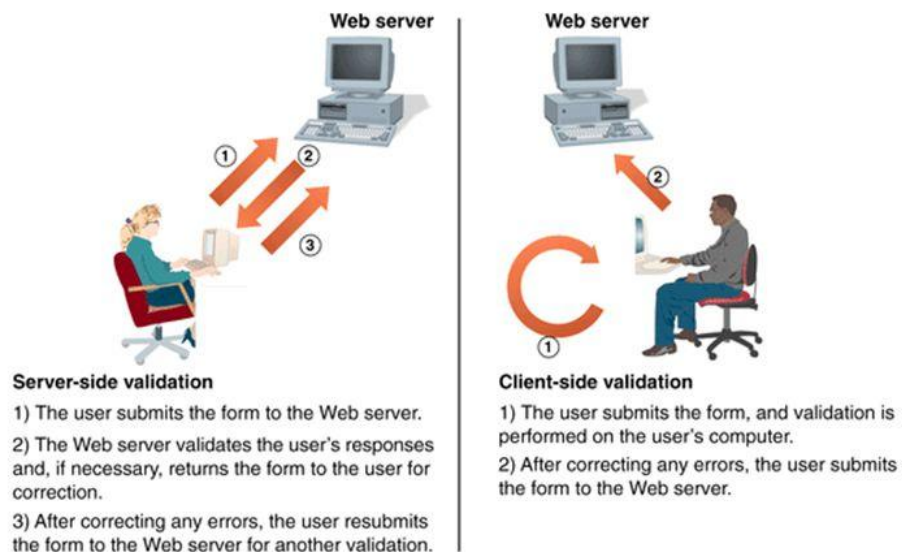 Web server
1
2
3
Server-side validation
1) The user submits the form to the Web server.
2) The Web server validates the user's responses
and, if necessary, returns the form to the user for
correction.
3) After correcting any errors, the user resubmits
the form to the Web server for another validation.
Web server
2
1
Client-side validation
1) The user submits the form, and validation is
performed on the user's computer.
2) After correcting any errors, the user submits
the form to the Web server.